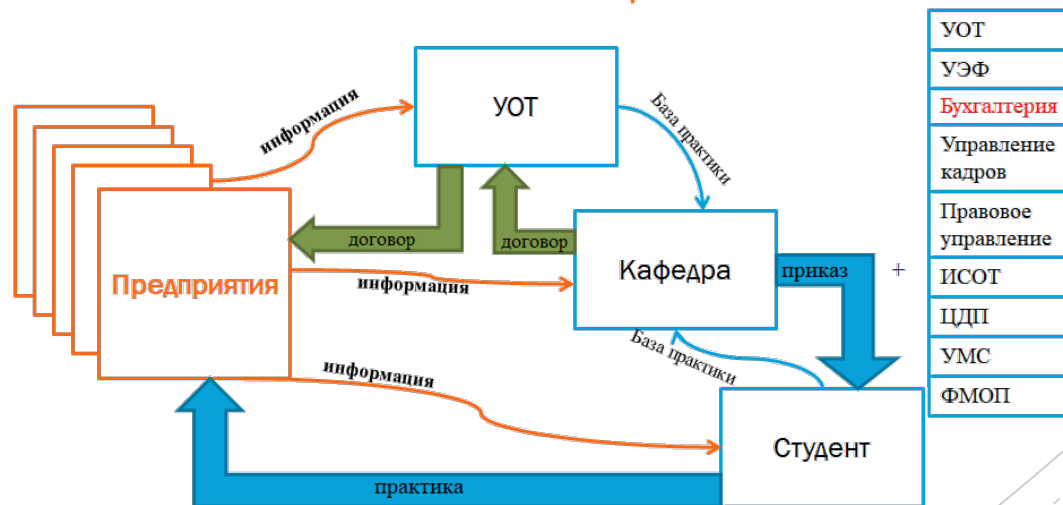 УОТ
информация
База практики
договор
договор
Предприятия
информация
Кафедра
приказ
+
База практики
информация
Студент
практика
УОТ
УЭФ
Бухгалтерия
Управление
кадров
Правовое
управление
ИСОТ
ЦДП
УМС
ФМОП